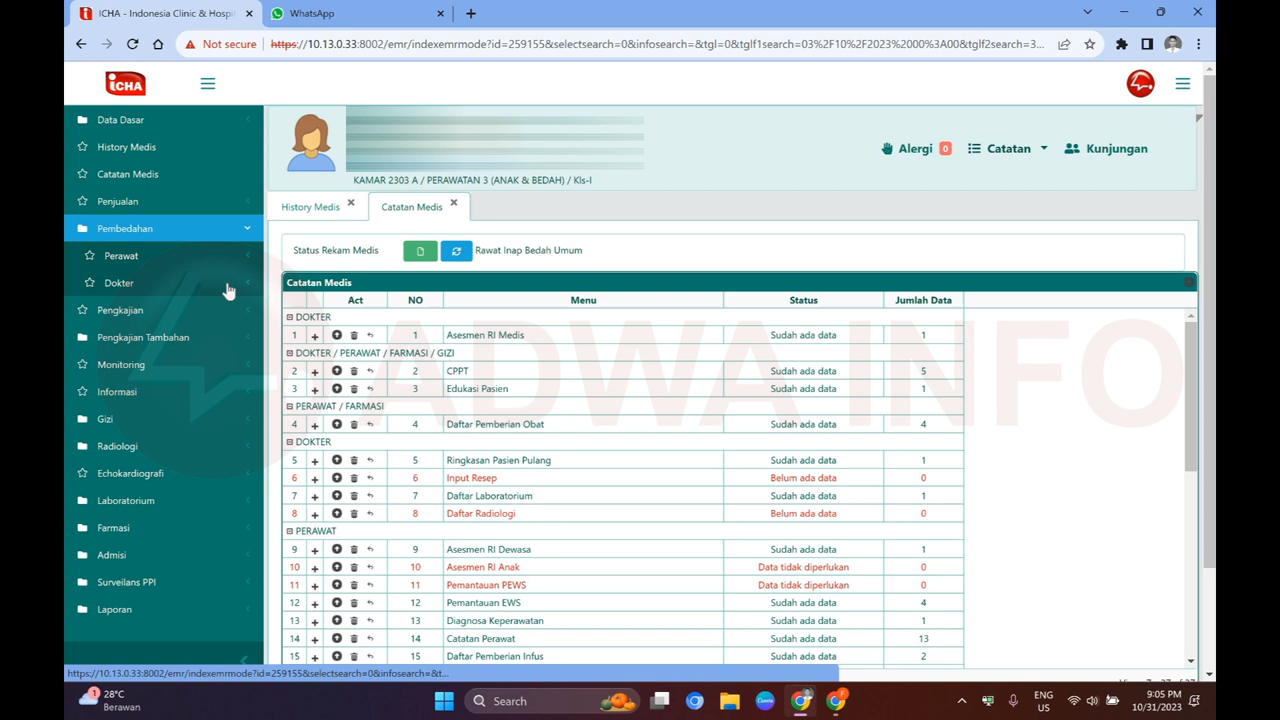 ICHA - Indonesia Clinic & Hospi
WhatsApp
Not secure
https://10.13.0.33:8002/emr/indexemrmode?id=259155&selectsearch=0&infosearch=&tgl=0&tglf1search=03%2F10%2F2023%2000%3A00&tglf2search=3...
iCHA
Data Dasar
History Medis
Catatan Medis
Penjualan
Pembedahan
Perawat
Dokter
Pengkajian
Pengkajian Tambahan
Monitoring
Informasi
Gizi
Radiologi
Echokardiografi
Laboratorium
Farmasi
Admisi
Surveilans PPI
Laporan
KAMAR 2303 A / PERAWATAN 3 (ANAK & BEDAH) / Kls-I
Alergi 0 Catatan Kunjungan
History Medis Catatan Medis
Status Rekam Medis Rawat Inap Bedah Umum
Catatan Medis
Act NO Menu Status Jumlah Data
DOKTER
1 1 Asesmen RI Medis Sudah ada data 1
DOKTER / PERAWAT / FARMASI / GIZI
2 2 CPPT Sudah ada data 5
3 3 Edukasi Pasien Sudah ada data 1
PERAWAT / FARMASI
4 4 Daftar Pemberian Obat Sudah ada data 4
DOKTER
5 5 Ringkasan Pasien Pulang Sudah ada data 1
6 6 Input Resep Belum ada data 0
7 7 Daftar Laboratorium Sudah ada data 1
8 8 Daftar Radiologi Belum ada data 0
PERAWAT
9 9 Asesmen RI Dewasa Sudah ada data 1
10 10 Asesmen RI Anak Data tidak diperlukan 0
11 11 Pemantauan PEWS Data tidak diperlukan 0
12 12 Pemantauan EWS Sudah ada data 4
13 13 Diagnosa Keperawatan Sudah ada data 1
14 14 Catatan Perawat Sudah ada data 13
15 15 Daftar Pemberian Infus Sudah ada data 2
ADWA INFO
https://10.13.0.33:8002/emr/indexemrmode?id=259155&selectsearch=0&infosearch=&t...
1
28°C
Berawan
Search
ENG
US
9:05 PM
10/31/2023